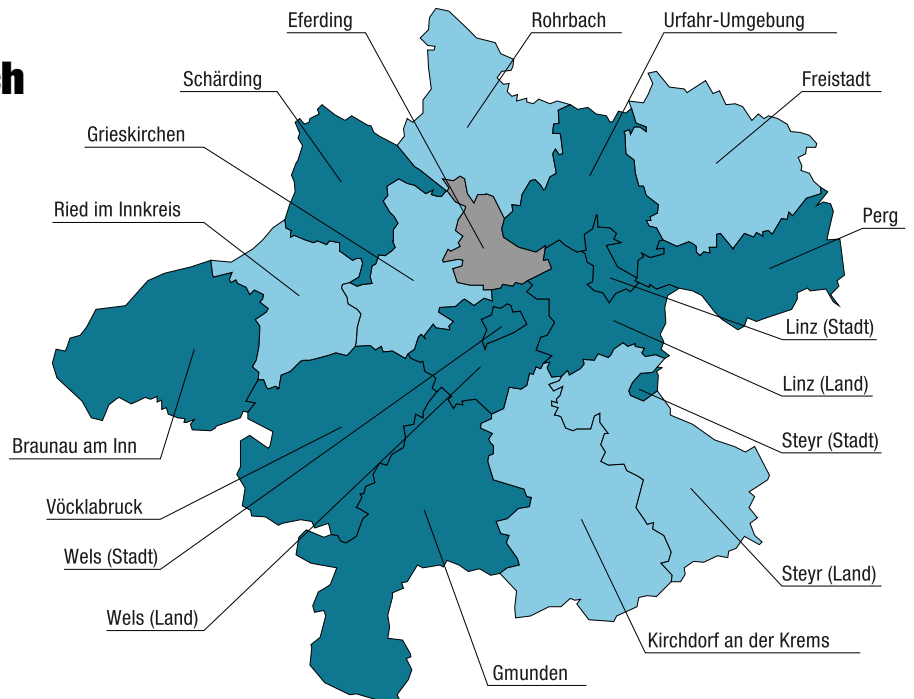 ch
Eferding
Rohrbach
Urfahr-Umgebung
Schärding
Freistadt
Grieskirchen
Ried im Innkreis
Perg
Linz (Stadt)
Linz (Land)
Braunau am Inn
Steyr (Stadt)
Vöcklabruck
Wels (Stadt)
Steyr (Land)
Wels (Land)
Kirchdorf an der Krems
Gmunden